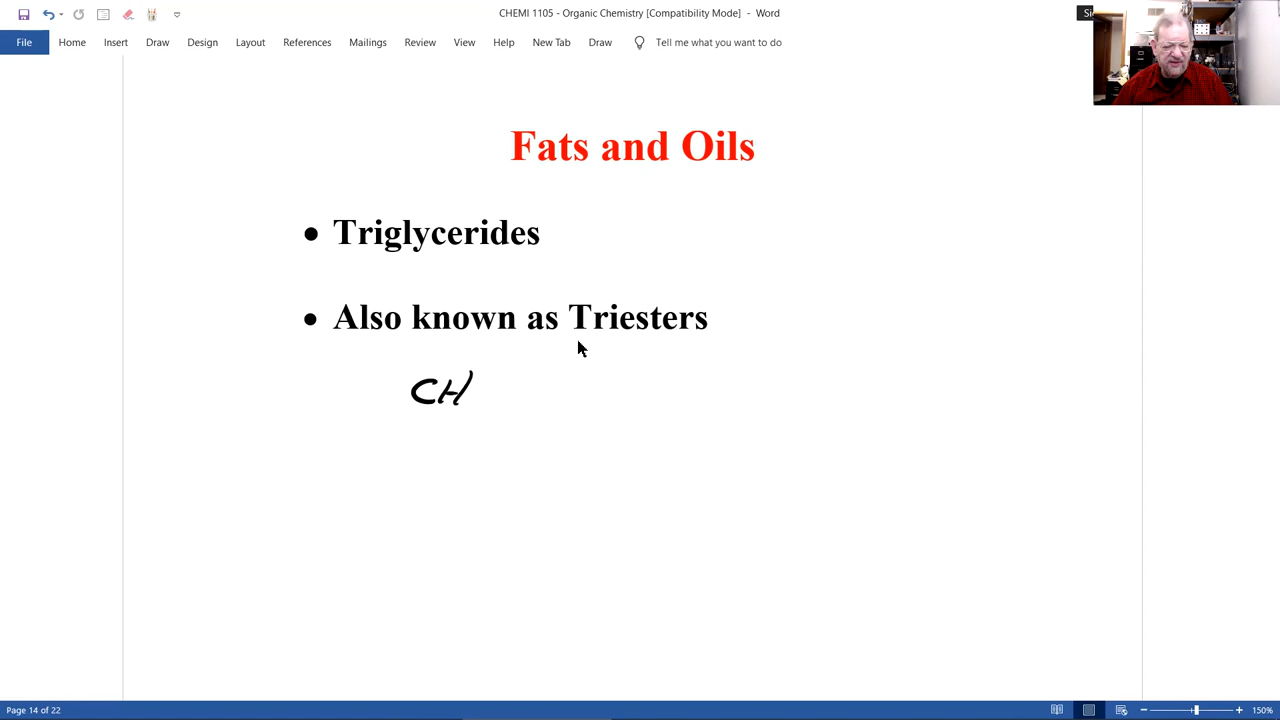 CHEMI 1105 - Organic Chemistry [Compatibility Mode] - Word
File Home Insert Draw Design Layout References Mailings Review View Help New Tab Draw Tell me what you want to do
Fats and Oils
• Triglycerides
• Also known as Triesters
CH
Page 14 of 22
150%